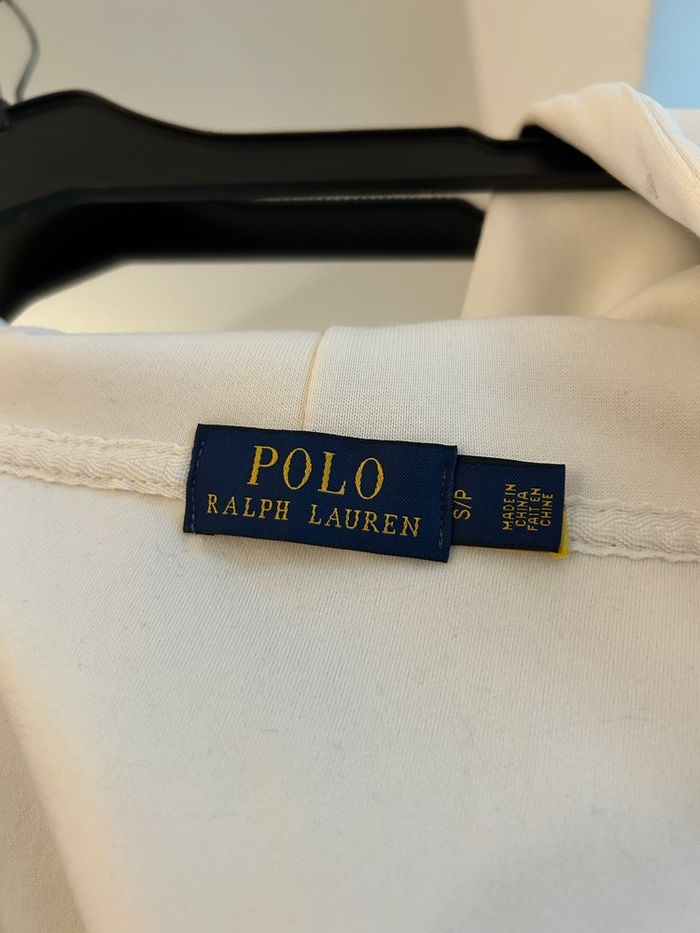 POLO
RALPH LAUREN
S/P
MADE IN
CHINA
FAIT EN
CHINE